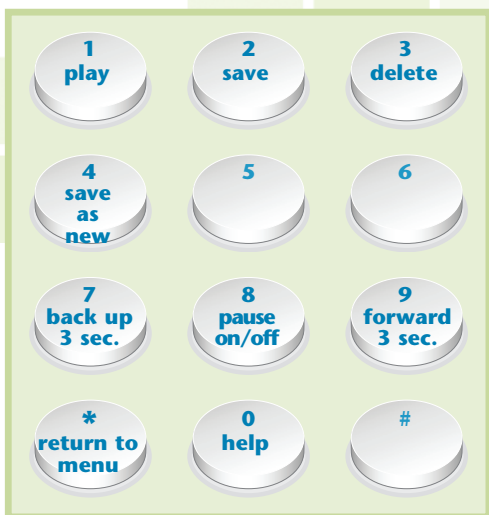 1
play
2
save
3
delete
4
save
as
new
5
6
7
back up
3 sec.
8
pause
on/off
9
forward
3 sec.
*
return to
menu
0
help
#